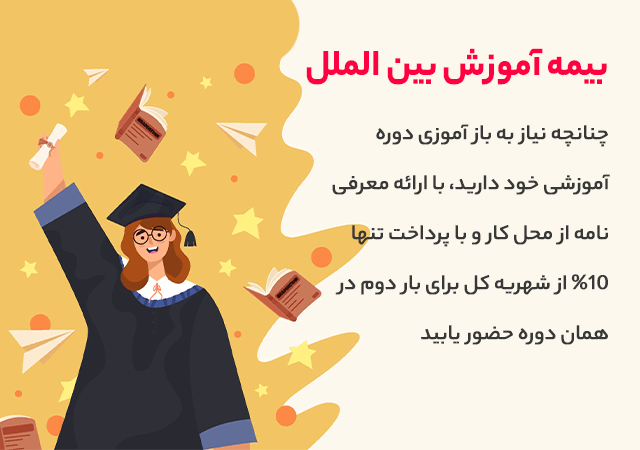 بیمه آموزش بین الملل
چنانچه نیاز به باز آموزی دوره
آموزشی خود دارید، با ارائه معرفی
نامه از محل کار و با پرداخت تنها
%10 از شهریه کل برای بار دوم در
همان دوره حضور یابید